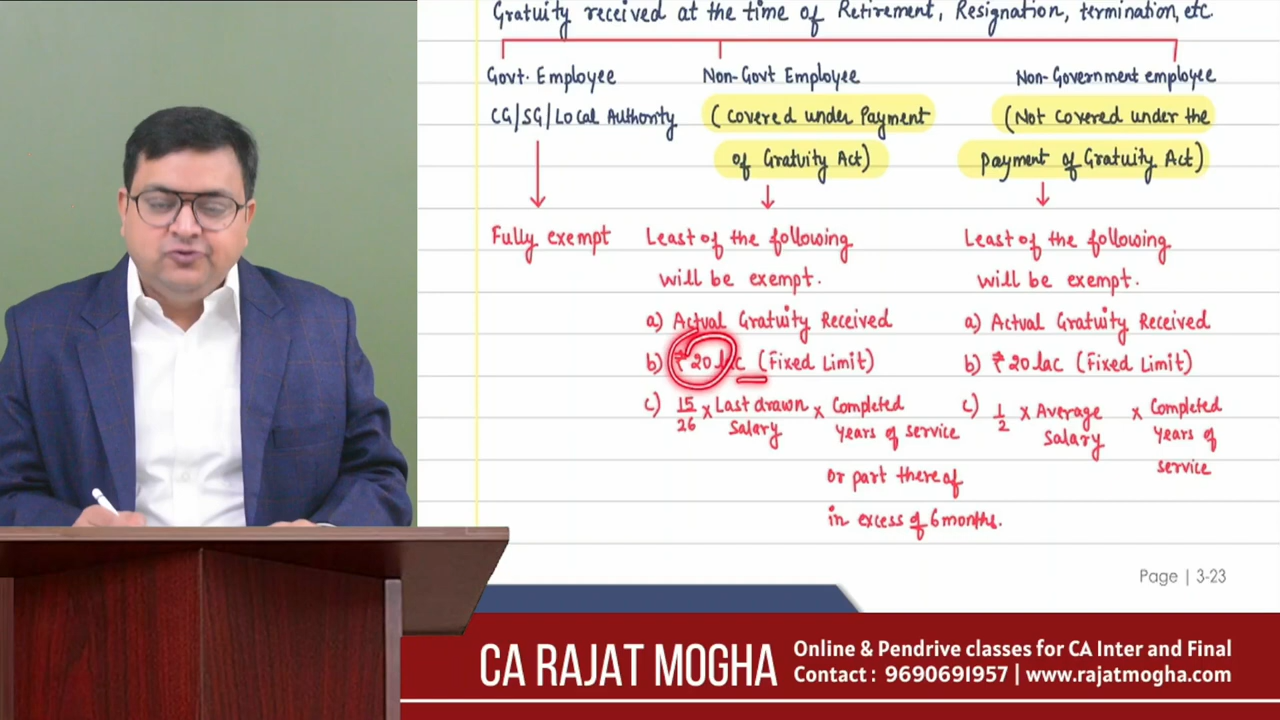 Gratuity received at the time of Retirement, Resignation, termination, etc.
Govt. Employee
CG/SG/Local Authority
Fully exempt
Non-Govt Employee
(covered under Payment
of Gratuity Act)
Least of the following
will be exempt.
a) Actual Gratuity Received
b) ₹20 lac (Fixed Limit)
c) 15/26 x Last drawn Salary x Completed years of service
or part there of
in excess of 6 months.
Non-Government employee
(Not covered under the
payment of Gratuity Act)
Least of the following
will be exempt.
a) Actual Gratuity Received
b) ₹20 lac (Fixed Limit)
c) 1/2 x Average Salary x Completed years of service
Page | 3-23
CA RAJAT MOGHA
Online & Pendrive classes for CA Inter and Final
Contact : 9690691957 | www.rajatmogha.com